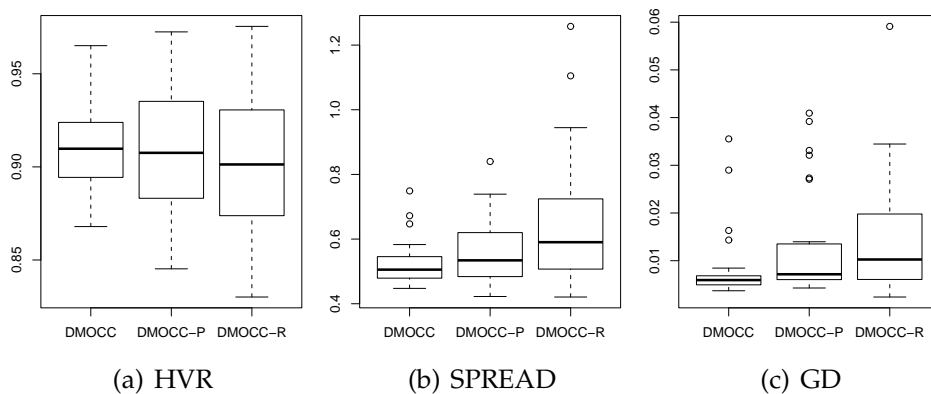 0.95
0.90
0.85
DMOCC DMOCC−P DMOCC−R
(a) HVR
1.2
1.0
0.8
0.6
0.4
DMOCC DMOCC−P DMOCC−R
(b) SPREAD
0.06
0.05
0.04
0.03
0.02
0.01
DMOCC DMOCC−P DMOCC−R
(c) GD